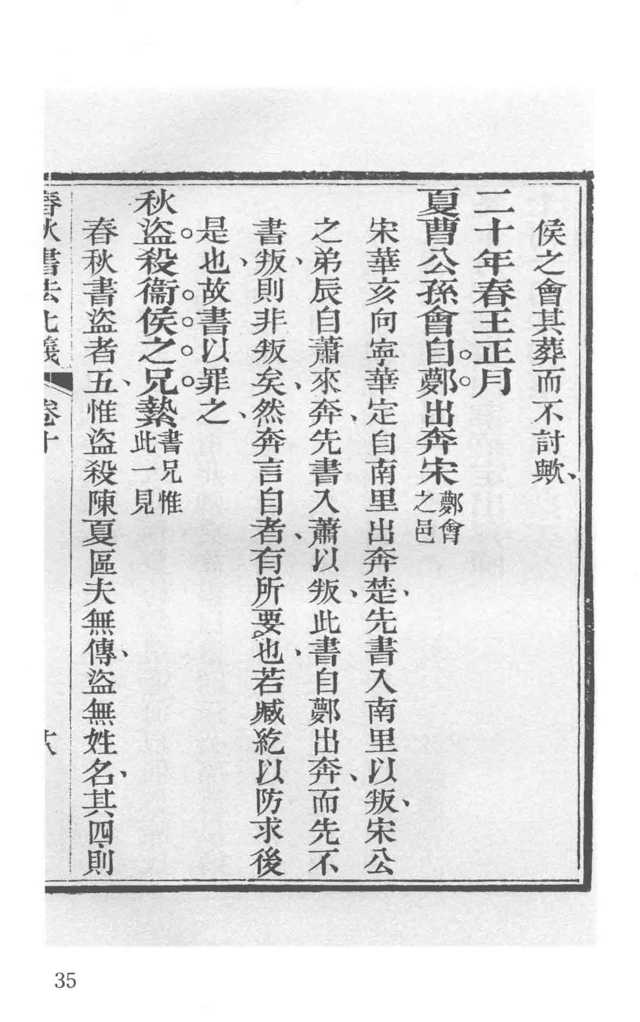 侯之會其葬而不討歟、
二十年春王正月
夏曹公孫會自鄸出奔宋鄸會之邑
宋華亥向寗華定自南里出奔楚、先書入南里以叛、宋公
之弟辰自蕭來奔、先書入蕭以叛、此書自鄸出奔、而先不
書叛、則非叛矣、然奔言自者、有所要也、若臧紇以防求後
是也、故書以罪之、
秋盜殺衞侯之兄縶書兄惟此一見
春秋書盜者五、惟盜殺陳夏區夫無傳、盜無姓名、其四、則
春秋書法比義 卷十
35